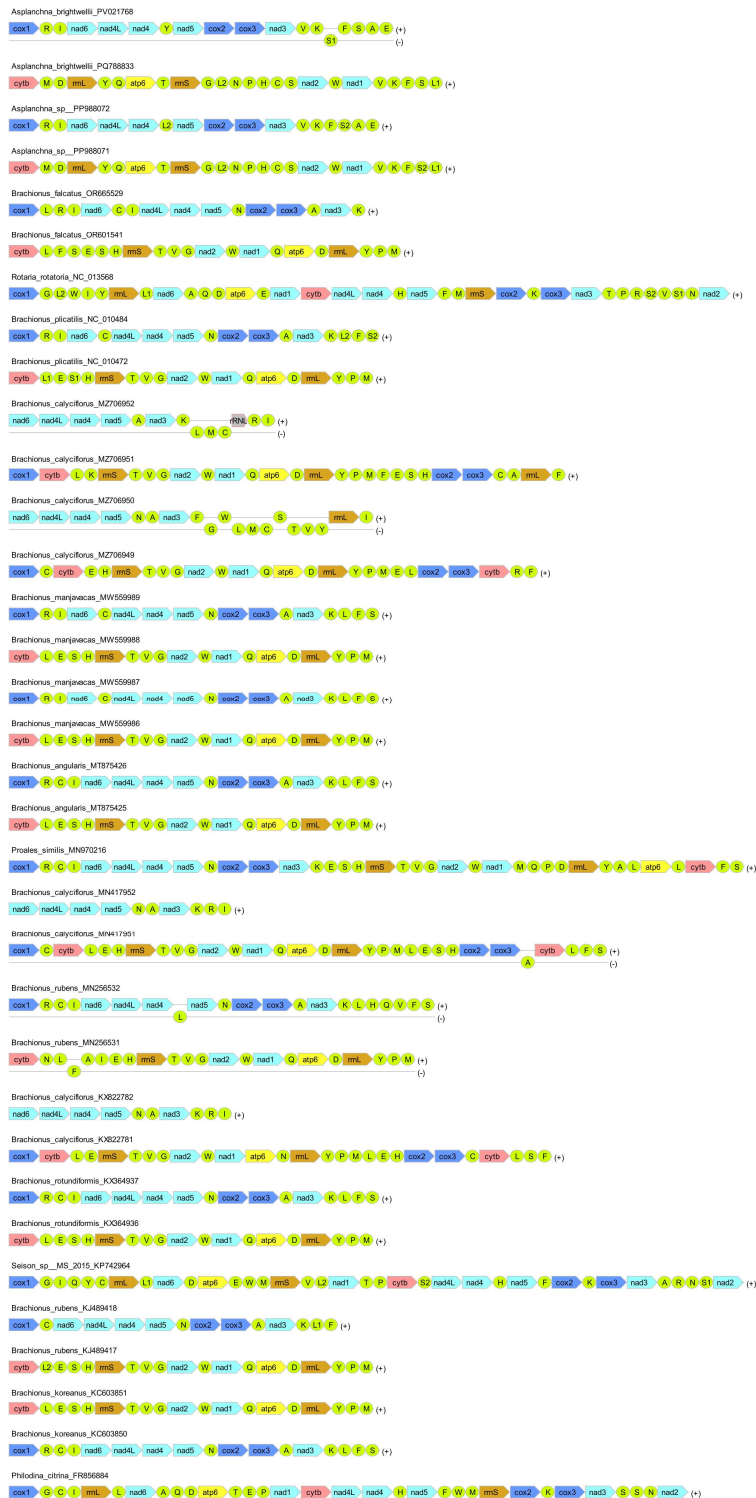 Asplanchna_brightwellii_PV021768
cox1 R I nad6 nad4L nad4 Y nad5 cox2 cox3 nad3 V K F S A E (+)
S1 (-)
Asplanchna_brightwellii_PQ788833
cytb M D rrnL Y Q atp6 T rrnS G L2 N P H C S nad2 W nad1 V K F S L1 (+)
Asplanchna_sp__PP988072
cox1 R I nad6 nad4L nad4 L2 nad5 cox2 cox3 nad3 V K F S2 A E (+)
Asplanchna_sp__PP988071
cytb M D rrnL Y Q atp6 T rrnS G L2 N P H C S nad2 W nad1 V K F S2 L1 (+)
Brachionus_falcatus_OR665529
cox1 L R I nad6 C I nad4L nad4 nad5 N cox2 cox3 A nad3 K (+)
Brachionus_falcatus_OR601541
cytb L F S E S H rrnS T V G nad2 W nad1 Q atp6 D rrnL Y P M (+)
Rotaria_rotatoria_NC_013568
cox1 G L2 W I Y rrnL L1 nad6 A Q D atp6 E nad1 cytb nad4L nad4 H nad5 F M rrnS cox2 K cox3 nad3 T P R S2 V S1 N nad2 (+)
Brachionus_plicatilis_NC_010484
cox1 R I nad6 C nad4L nad4 nad5 N cox2 cox3 A nad3 K L2 F S2 (+)
Brachionus_plicatilis_NC_010472
cytb L1 E S1 H rrnS T V G nad2 W nad1 Q atp6 D rrnL Y P M (+)
Brachionus_calyciflorus_MZ706952
nad6 nad4L nad4 nad5 A nad3 K rRNL R I (+)
L M C (-)
Brachionus_calyciflorus_MZ706951
cox1 cytb L K rrnS T V G nad2 W nad1 Q atp6 D rrnL Y P M F E S H cox2 cox3 C A rrnL F (+)
Brachionus_calyciflorus_MZ706950
nad6 nad4L nad4 nad5 N A nad3 F W S rrnL I (+)
G L M C T V Y (-)
Brachionus_calyciflorus_MZ706949
cox1 C cytb E H rrnS T V G nad2 W nad1 Q atp6 D rrnL Y P M E L cox2 cox3 cytb R F (+)
Brachionus_manjavacas_MW559989
cox1 R I nad6 C nad4L nad4 nad5 N cox2 cox3 A nad3 K L F S (+)
Brachionus_manjavacas_MW559988
cytb L E S H rrnS T V G nad2 W nad1 Q atp6 D rrnL Y P M (+)
Brachionus_manjavacas_MW559987
cox1 R I nad6 C nad4L nad4 nad5 N cox2 cox3 A nad3 K L F S (+)
Brachionus_manjavacas_MW559986
cytb L E S H rrnS T V G nad2 W nad1 Q atp6 D rrnL Y P M (+)
Brachionus_angularis_MT875426
cox1 R C I nad6 nad4L nad4 nad5 N cox2 cox3 A nad3 K L F S (+)
Brachionus_angularis_MT875425
cytb L E S H rrnS T V G nad2 W nad1 Q atp6 D rrnL Y P M (+)
Proales_similis_MN970216
cox1 R C I nad6 nad4L nad4 nad5 N cox2 cox3 nad3 K E S H rrnS T V G nad2 W nad1 M Q P D rrnL Y A L atp6 L cytb F S (+)
Brachionus_calyciflorus_MN417952
nad6 nad4L nad4 nad5 N A nad3 K R I (+)
Brachionus_calyciflorus_MN417951
cox1 C cytb L E H rrnS T V G nad2 W nad1 Q atp6 D rrnL Y P M L E S H cox2 cox3 cytb L F S (+)
A (-)
Brachionus_rubens_MN256532
cox1 R C I nad6 nad4L nad4 nad5 N cox2 cox3 A nad3 K L H Q V F S (+)
L (-)
Brachionus_rubens_MN256531
cytb N L A I E H rrnS T V G nad2 W nad1 Q atp6 D rrnL Y P M (+)
F (-)
Brachionus_calyciflorus_KX822782
nad6 nad4L nad4 nad5 N A nad3 K R I (+)
Brachionus_calyciflorus_KX822781
cox1 cytb L E rrnS T V G nad2 W nad1 atp6 N rrnL Y P M L E H cox2 cox3 C cytb L S F (+)
Brachionus_rotundiformis_KX364937
cox1 R C I nad6 nad4L nad4 nad5 N cox2 cox3 A nad3 K L F S (+)
Brachionus_rotundiformis_KX364936
cytb L E S H rrnS T V G nad2 W nad1 Q atp6 D rrnL Y P M (+)
Seison_sp__MS_2015_KP742964
cox1 G I Q Y C rrnL L1 nad6 D atp6 E W M rrnS V L2 nad1 T P cytb S2 nad4L nad4 H nad5 F cox2 K cox3 nad3 A R N S1 nad2 (+)
Brachionus_rubens_KJ489418
cox1 C nad6 nad4L nad4 nad5 N cox2 cox3 A nad3 K L1 F (+)
Brachionus_rubens_KJ489417
cytb L2 E S H rrnS T V G nad2 W nad1 Q atp6 D rrnL Y P M (+)
Brachionus_koreanus_KC603851
cytb L E S H rrnS T V G nad2 W nad1 Q atp6 D rrnL Y P M (+)
Brachionus_koreanus_KC603850
cox1 R C I nad6 nad4L nad4 nad5 N cox2 cox3 A nad3 K L F S (+)
Philodina_citrina_FR856884
cox1 G C I rrnL L nad6 A Q D atp6 T E P nad1 cytb nad4L nad4 H nad5 F W M rrnS cox2 K cox3 nad3 S S N nad2 (+)